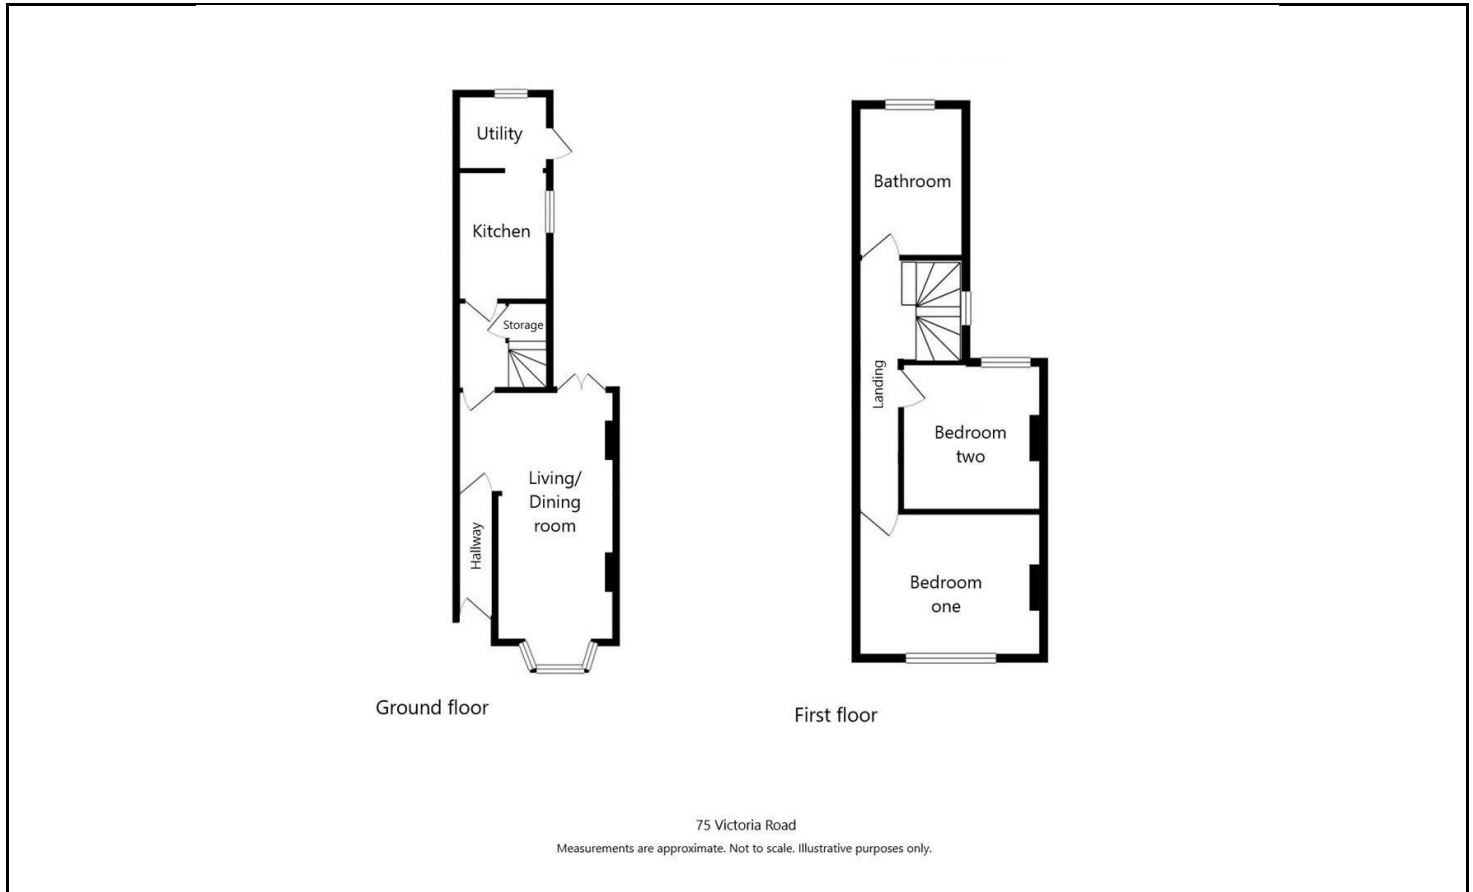 Utility
Kitchen
Storage
Living/
Dining
room
Hallway
Ground floor
Bathroom
Landing
Bedroom
two
Bedroom
one
First floor
75 Victoria Road
Measurements are approximate. Not to scale. Illustrative purposes only.